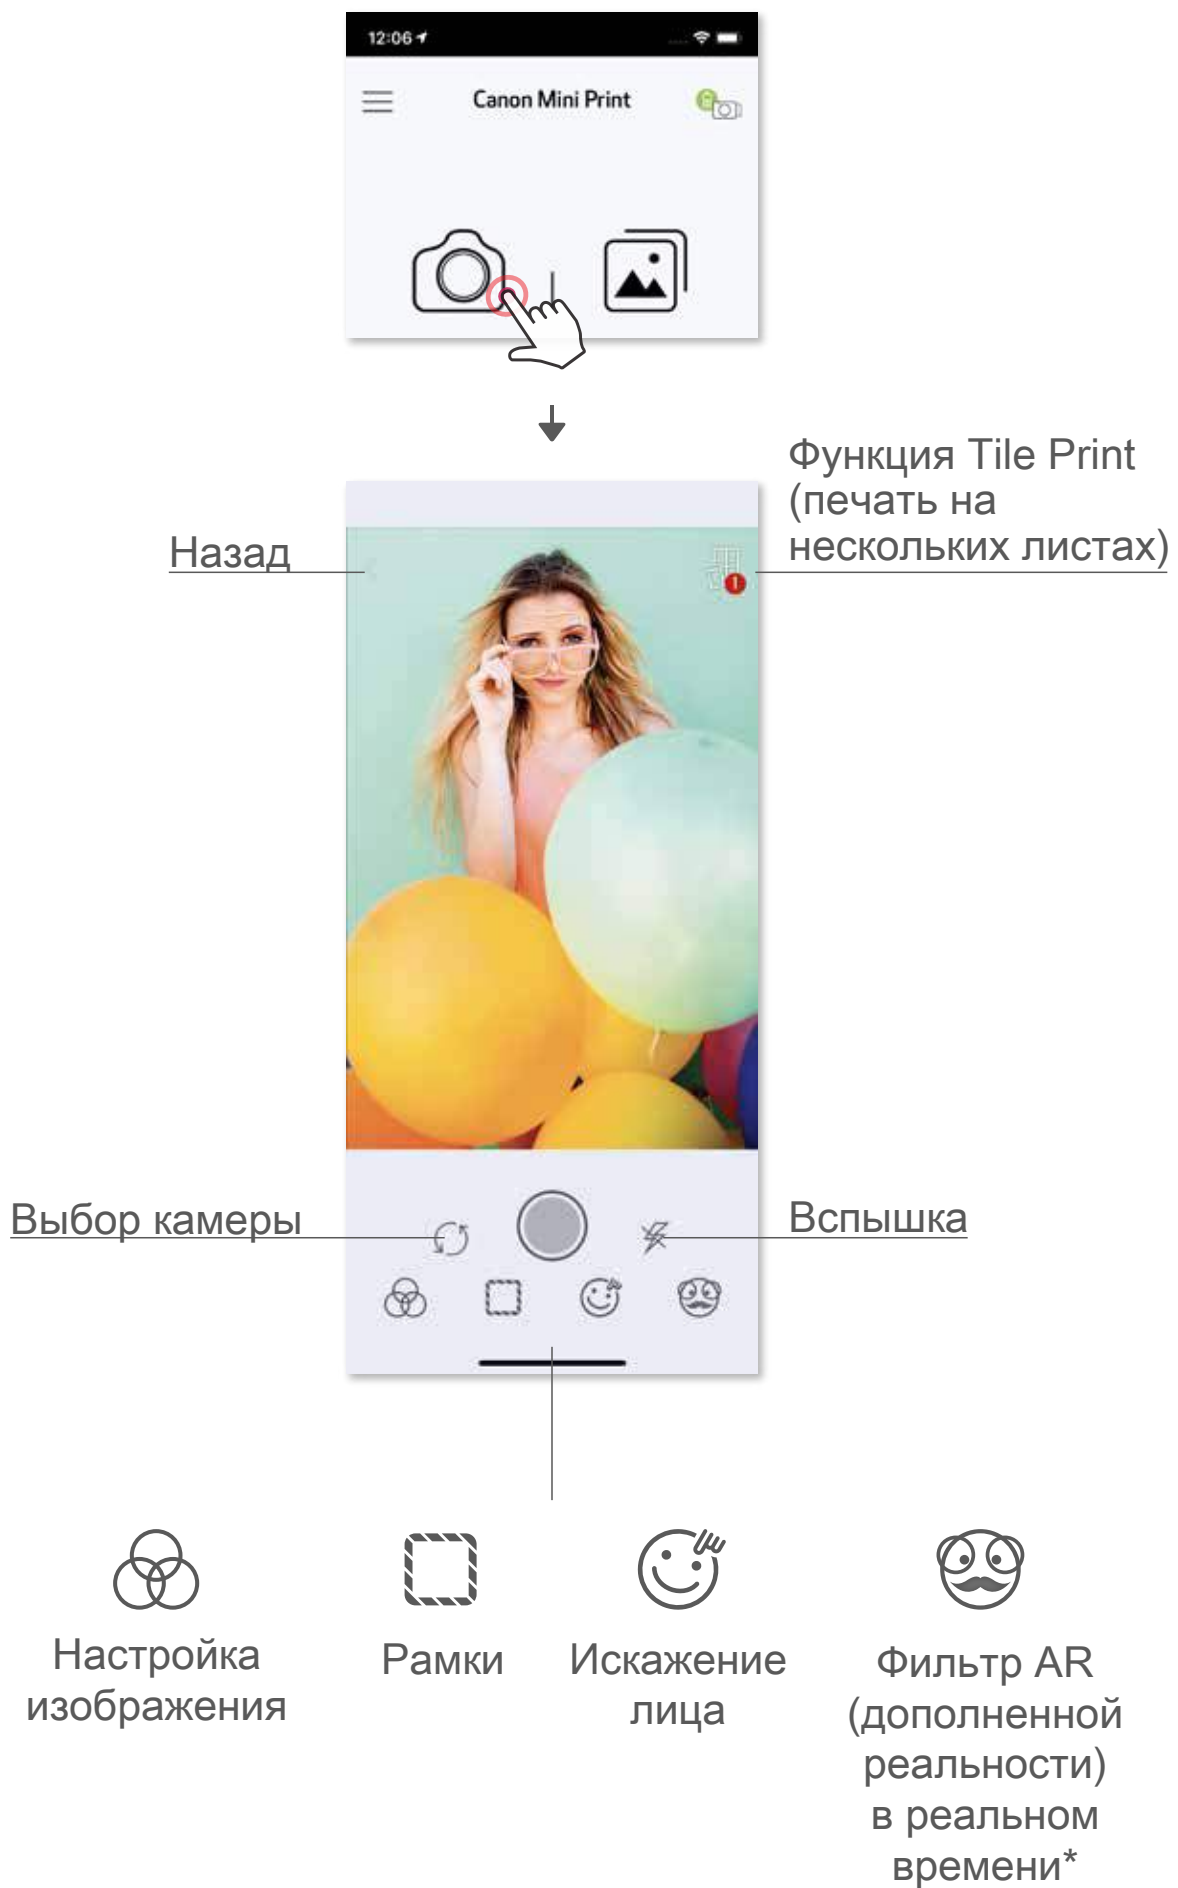 12:06
Canon Mini Print
Функция Tile Print
(печать на
нескольких листах)
Назад
1
Выбор камеры
Вспышка
Настройка
изображения
Рамки
Искажение
лица
Фильтр AR
(дополненной
реальности)
в реальном
времени*